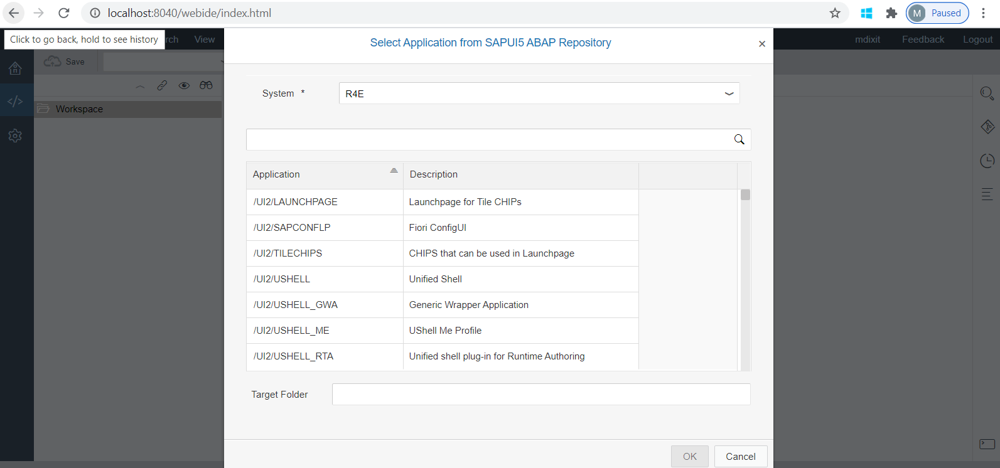 localhost:8040/webide/index.html
M Paused
Click to go back, hold to see history
rch View
mdixit Feedback Logout
Select Application from SAPUI5 ABAP Repository
×
Save
System *
R4E
Workspace
Application Description
/UI2/LAUNCHPAGE Launchpage for Tile CHIPs
/UI2/SAPCONFLP Fiori ConfigUI
/UI2/TILECHIPS CHIPS that can be used in Launchpage
/UI2/USHELL Unified Shell
/UI2/USHELL_GWA Generic Wrapper Application
/UI2/USHELL_ME UShell Me Profile
/UI2/USHELL_RTA Unified shell plug-in for Runtime Authoring
Target Folder
OK Cancel